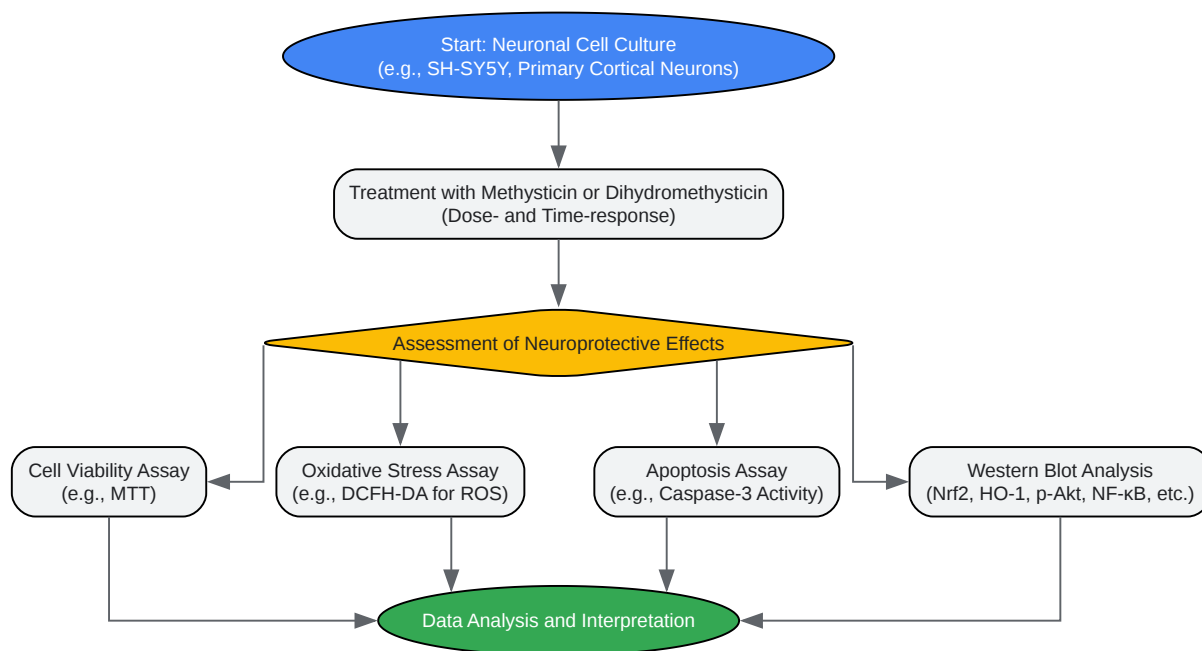 Start: Neuronal Cell Culture
(e.g., SH-SY5Y, Primary Cortical Neurons)
Treatment with Methysticin or Dihydromethysticin
(Dose- and Time-response)
Assessment of Neuroprotective Effects
Cell Viability Assay
(e.g., MTT)
Oxidative Stress Assay
(e.g., DCFH-DA for ROS)
Apoptosis Assay
(e.g., Caspase-3 Activity)
Western Blot Analysis
(Nrf2, HO-1, p-Akt, NF-κB, etc.)
Data Analysis and Interpretation